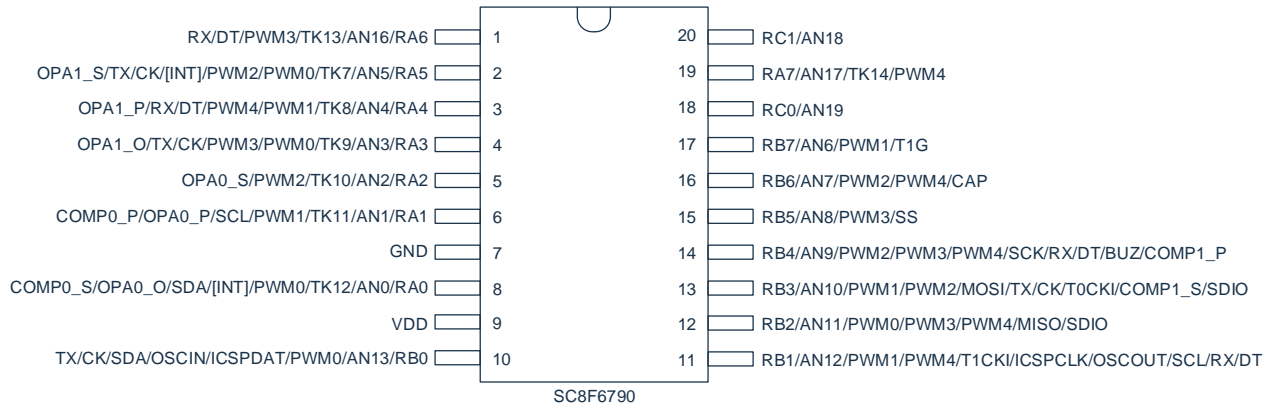 RX/DT/PWM3/TK13/AN16/RA6 1 20 RC1/AN18
OPA1_S/TX/CK/[INT]/PWM2/PWM0/TK7/AN5/RA5 2 19 RA7/AN17/TK14/PWM4
OPA1_P/RX/DT/PWM4/PWM1/TK8/AN4/RA4 3 18 RC0/AN19
OPA1_O/TX/CK/PWM3/PWM0/TK9/AN3/RA3 4 17 RB7/AN6/PWM1/T1G
OPA0_S/PWM2/TK10/AN2/RA2 5 16 RB6/AN7/PWM2/PWM4/CAP
COMP0_P/OPA0_P/SCL/PWM1/TK11/AN1/RA1 6 15 RB5/AN8/PWM3/SS
GND 7 14 RB4/AN9/PWM2/PWM3/PWM4/SCK/RX/DT/BUZ/COMP1_P
COMP0_S/OPA0_O/SDA/[INT]/PWM0/TK12/AN0/RA0 8 13 RB3/AN10/PWM1/PWM2/MOSI/TX/CK/T0CKI/COMP1_S/SDIO
VDD 9 12 RB2/AN11/PWM0/PWM3/PWM4/MISO/SDIO
TX/CK/SDA/OSCIN/ICSPDAT/PWM0/AN13/RB0 10 11 RB1/AN12/PWM1/PWM4/T1CKI/ICSPCLK/OSCOUT/SCL/RX/DT
SC8F6790